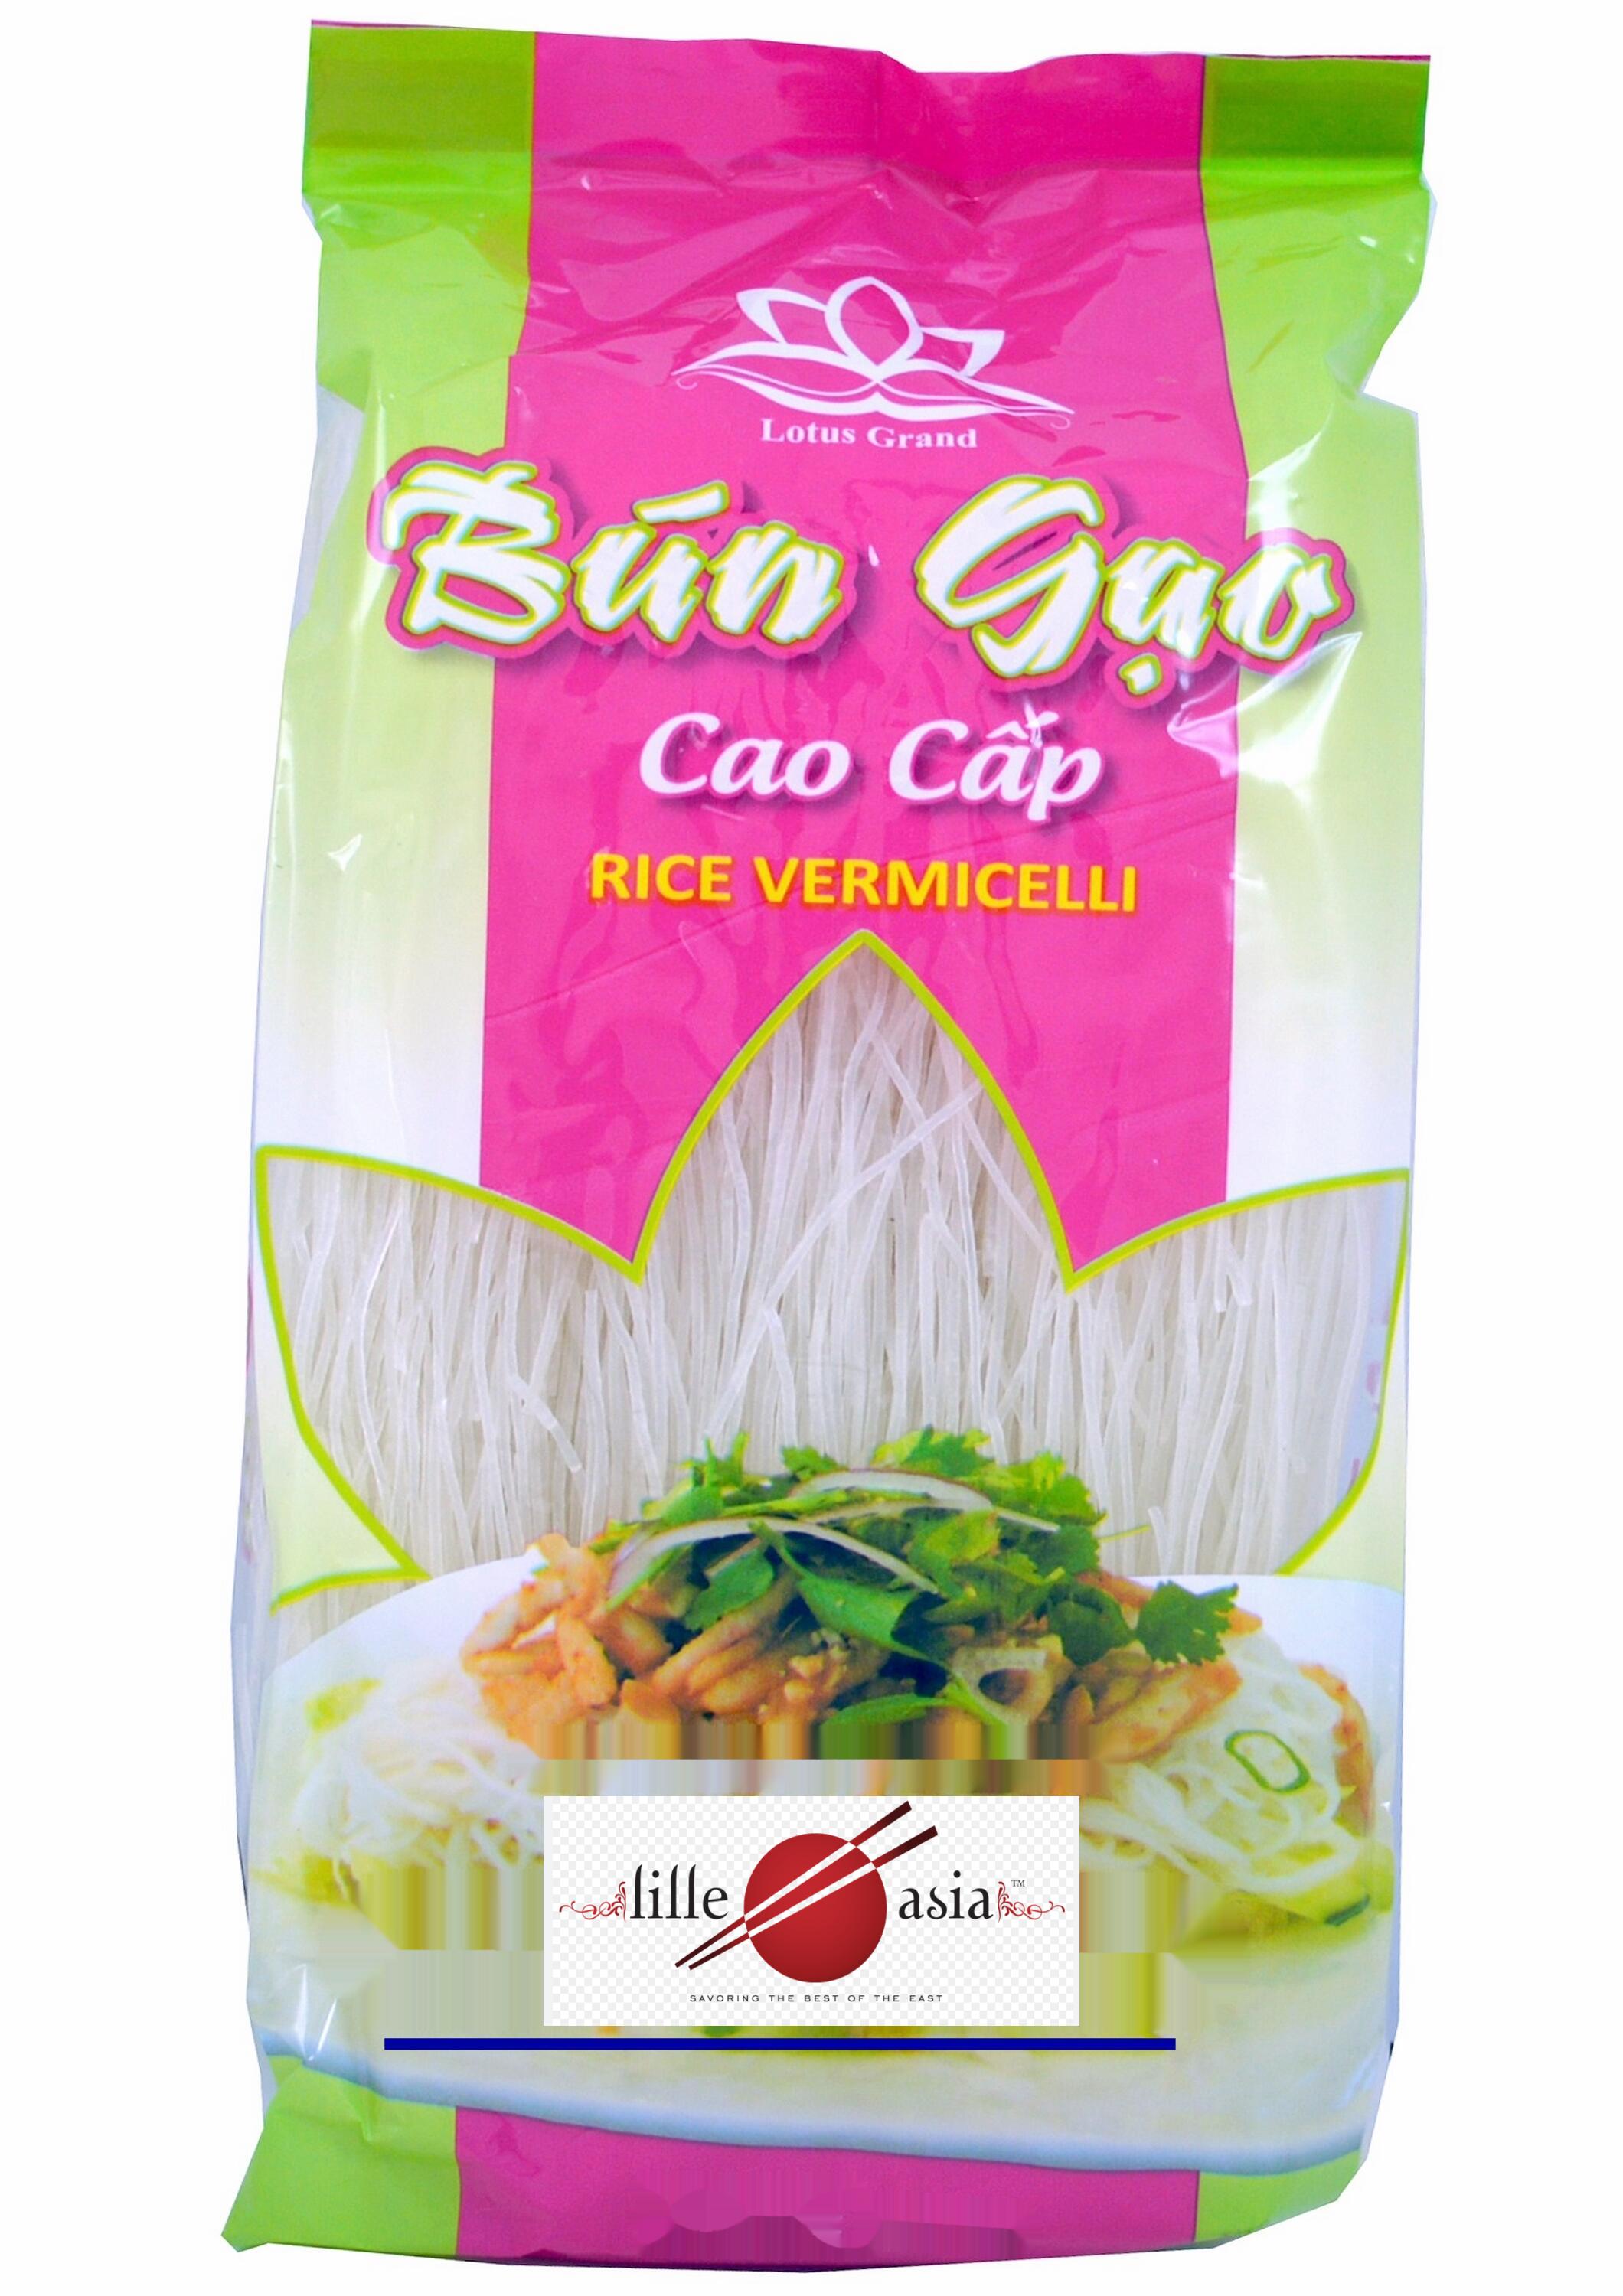 Lotus Grand
Bún Gạo
Cao Cấp
RICE VERMICELLI
lille asia™
SAVORING THE BEST OF THE EAST